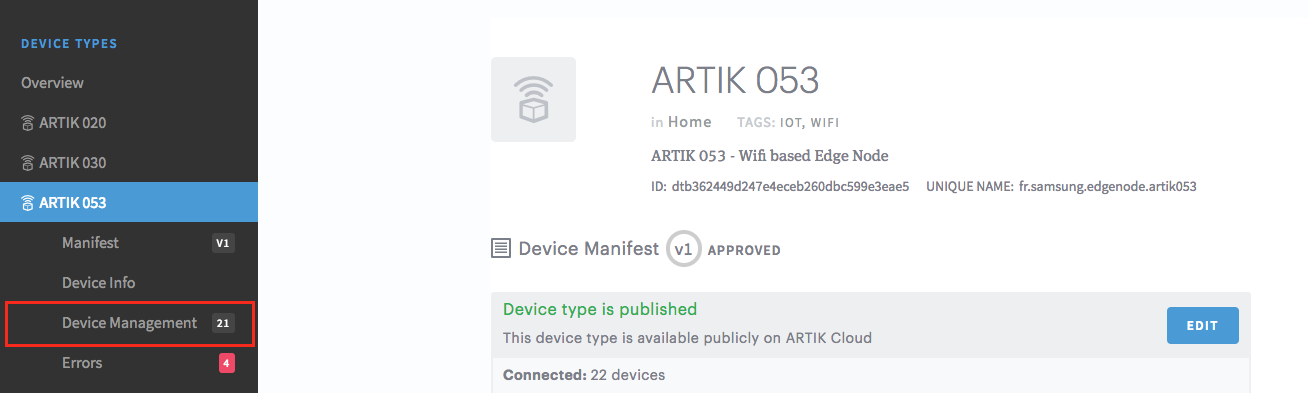 DEVICE TYPES
Overview
ARTIK 020
ARTIK 030
ARTIK 053
Manifest V1
Device Info
Device Management 21
Errors 4
ARTIK 053
in Home TAGS: IOT, WIFI
ARTIK 053 - Wifi based Edge Node
ID: dtb362449d247e4eceb260dbc599e3eae5 UNIQUE NAME: fr.samsung.edgenode.artik053
Device Manifest v1 APPROVED
Device type is published
This device type is available publicly on ARTIK Cloud
EDIT
Connected: 22 devices